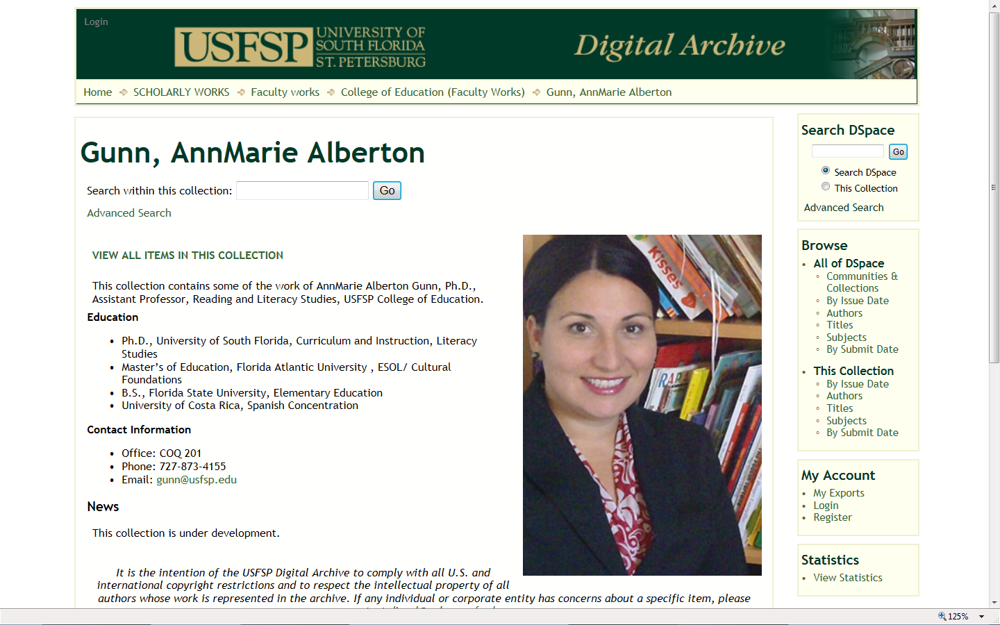 Login
USFSP UNIVERSITY OF
SOUTH FLORIDA
ST. PETERSBURG
Digital Archive
Home SCHOLARLY WORKS Faculty works College of Education (Faculty Works) Gunn, AnnMarie Alberton
Gunn, AnnMarie Alberton
Search within this collection: Go
Advanced Search
VIEW ALL ITEMS IN THIS COLLECTION
This collection contains some of the work of AnnMarie Alberton Gunn, Ph.D.,
Assistant Professor, Reading and Literacy Studies, USFSP College of Education.
Education
• Ph.D., University of South Florida, Curriculum and Instruction, Literacy
Studies
• Master’s of Education, Florida Atlantic University , ESOL/ Cultural
Foundations
• B.S., Florida State University, Elementary Education
• University of Costa Rica, Spanish Concentration
Contact Information
• Office: COQ 201
• Phone: 727-873-4155
• Email: gunn@usfsp.edu
News
This collection is under development.
It is the intention of the USFSP Digital Archive to comply with all U.S. and
international copyright restrictions and to respect the intellectual property of all
authors whose work is represented in the archive. If any individual or corporate entity has concerns about a specific item, please
Kisses
RAP
Search DSpace
Go
Search DSpace
This Collection
Advanced Search
Browse
• All of DSpace
◦ Communities &
Collections
◦ By Issue Date
◦ Authors
◦ Titles
◦ Subjects
◦ By Submit Date
• This Collection
◦ By Issue Date
◦ Authors
◦ Titles
◦ Subjects
◦ By Submit Date
My Account
• My Exports
• Login
• Register
Statistics
• View Statistics
125%